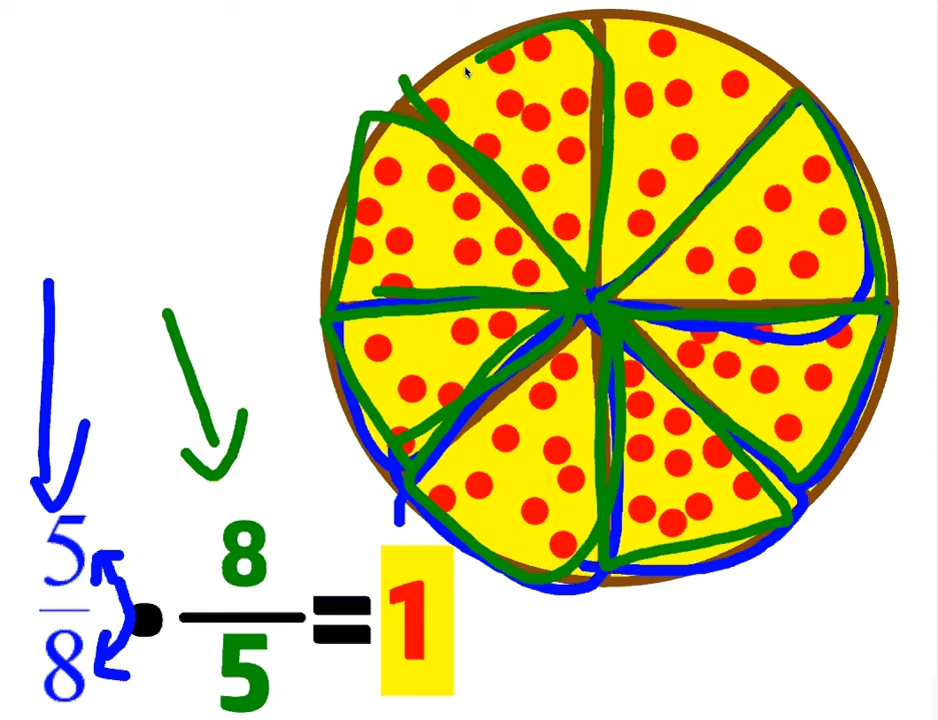 5/8 • 8/5 = 1